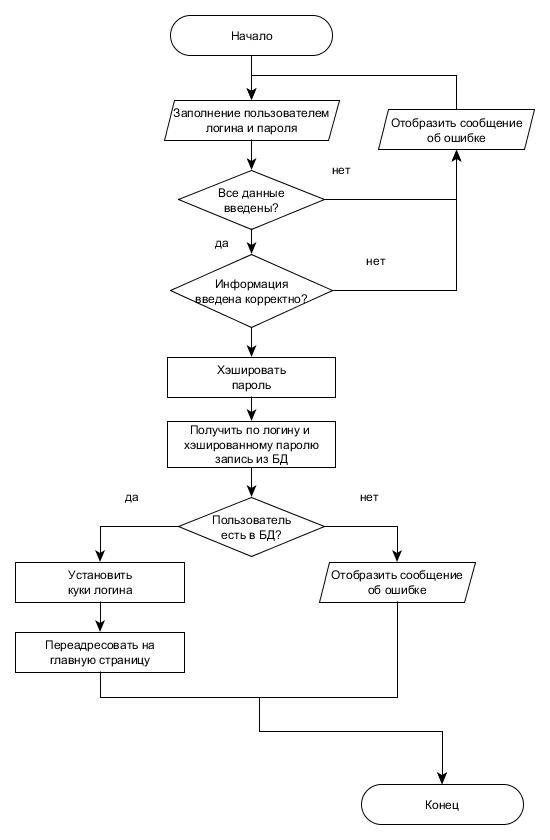 Начало
Заполнение пользователем
логина и пароля
Отобразить сообщение
об ошибке
нет
Все данные
введены?
да
нет
Информация
введена корректно?
Хэшировать
пароль
Получить по логину и
хэшированному паролю
запись из БД
да
нет
Пользователь
есть в БД?
Установить
куки логина
Отобразить сообщение
об ошибке
Переадресовать на
главную страницу
Конец